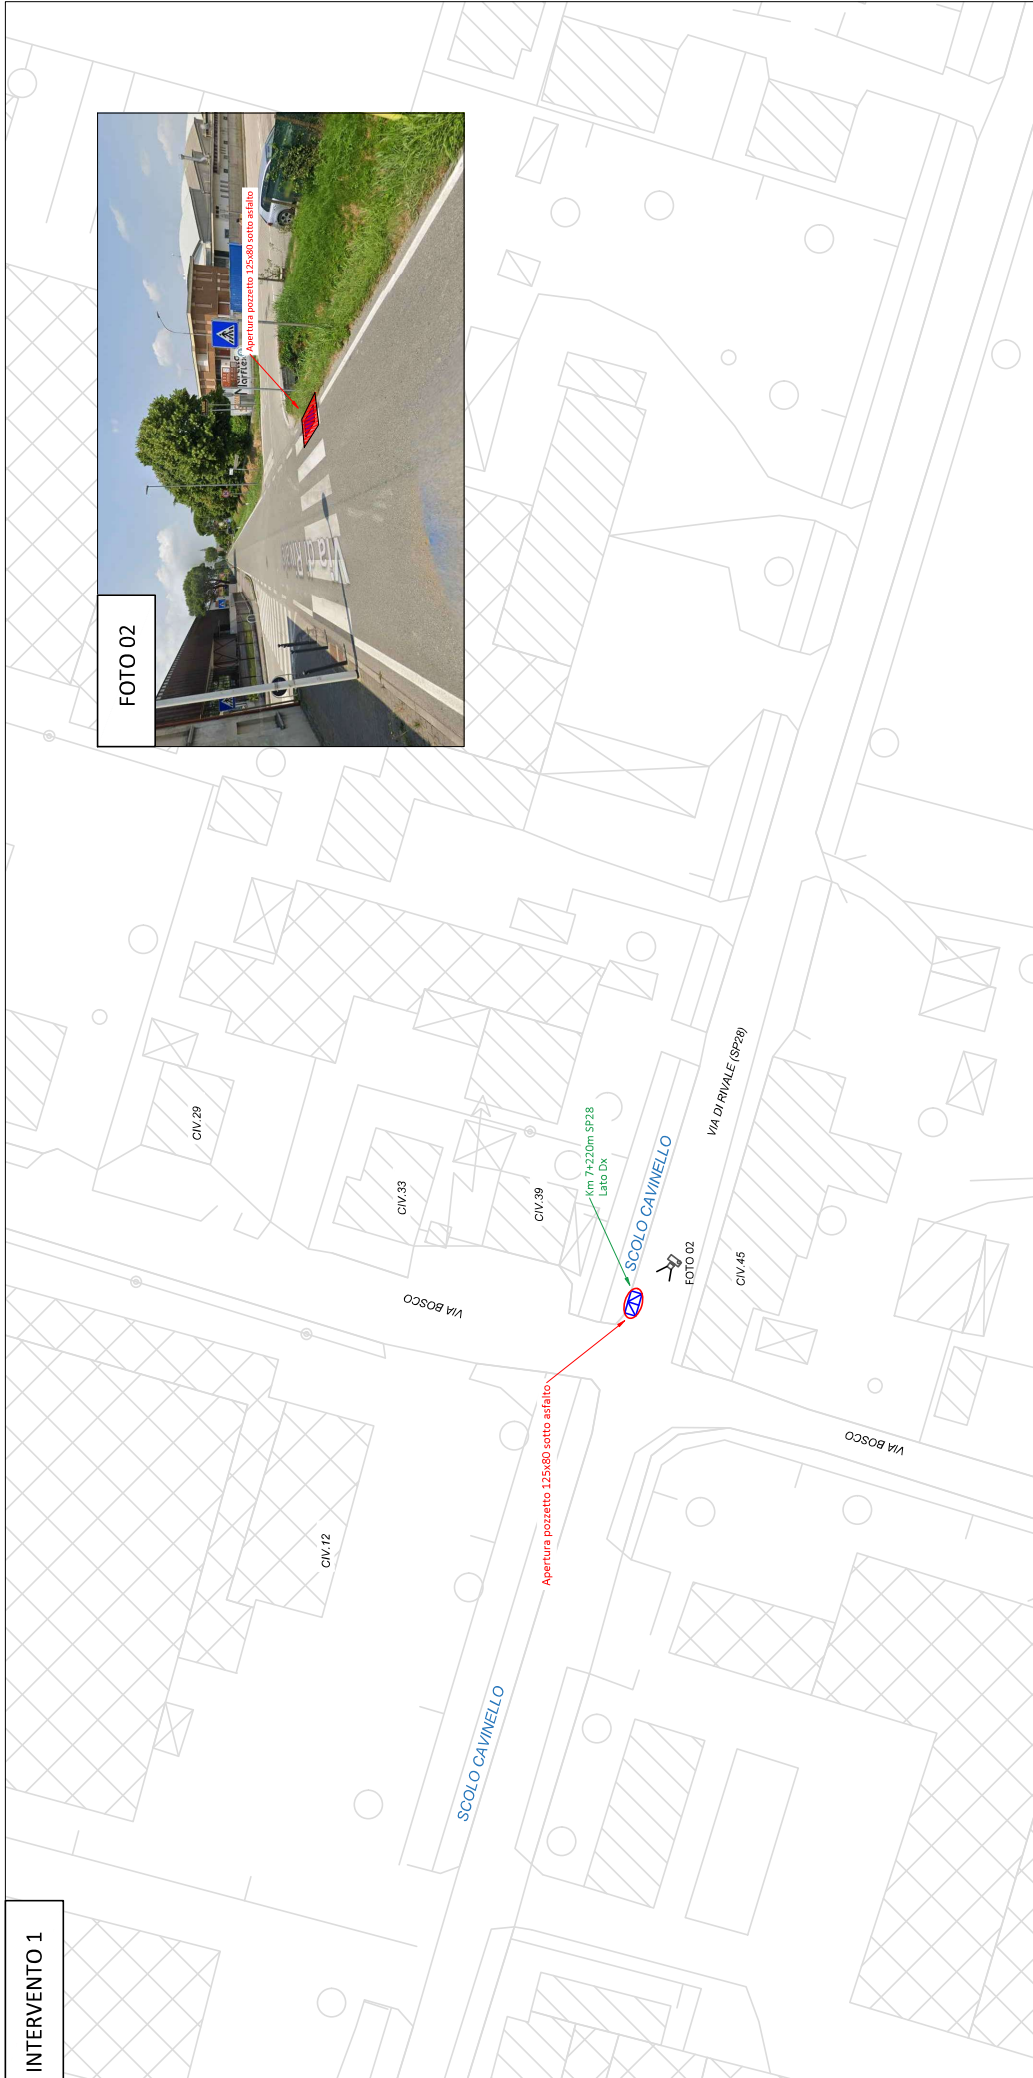 INTERVENTO 1
FOTO 02
Apertura pozzetto 125x80 sotto asfalto
Via di Rivale
CIV.29
CIV.33
CIV.39
Km 7+220m SP28
Lato Dx
SCOLO CAVINELLO
VIA DI RIVALE (SP28)
FOTO 02
CIV.45
VIA BOSCO
Apertura pozzetto 125x80 sotto asfalto
VIA BOSCO
CIV.12
SCOLO CAVINELLO